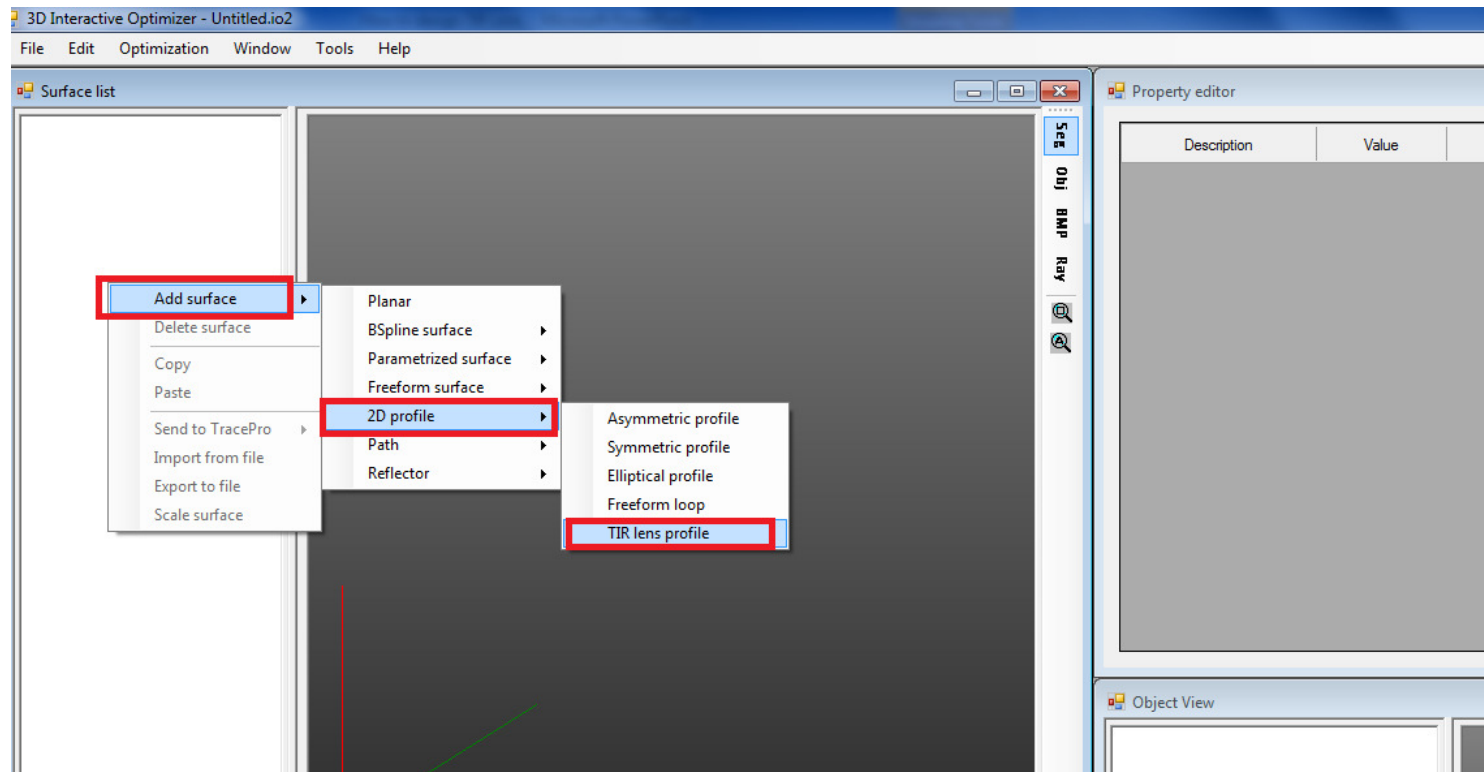 3D Interactive Optimizer - Untitled.io2
File Edit Optimization Window Tools Help
Surface list
Property editor
Description Value
Seg
Obj
BMP
Ray
Add surface
Delete surface
Copy
Paste
Send to TracePro
Import from file
Export to file
Scale surface
Planar
BSpline surface
Parametrized surface
Freeform surface
2D profile
Path
Reflector
Asymmetric profile
Symmetric profile
Elliptical profile
Freeform loop
TIR lens profile
Object View